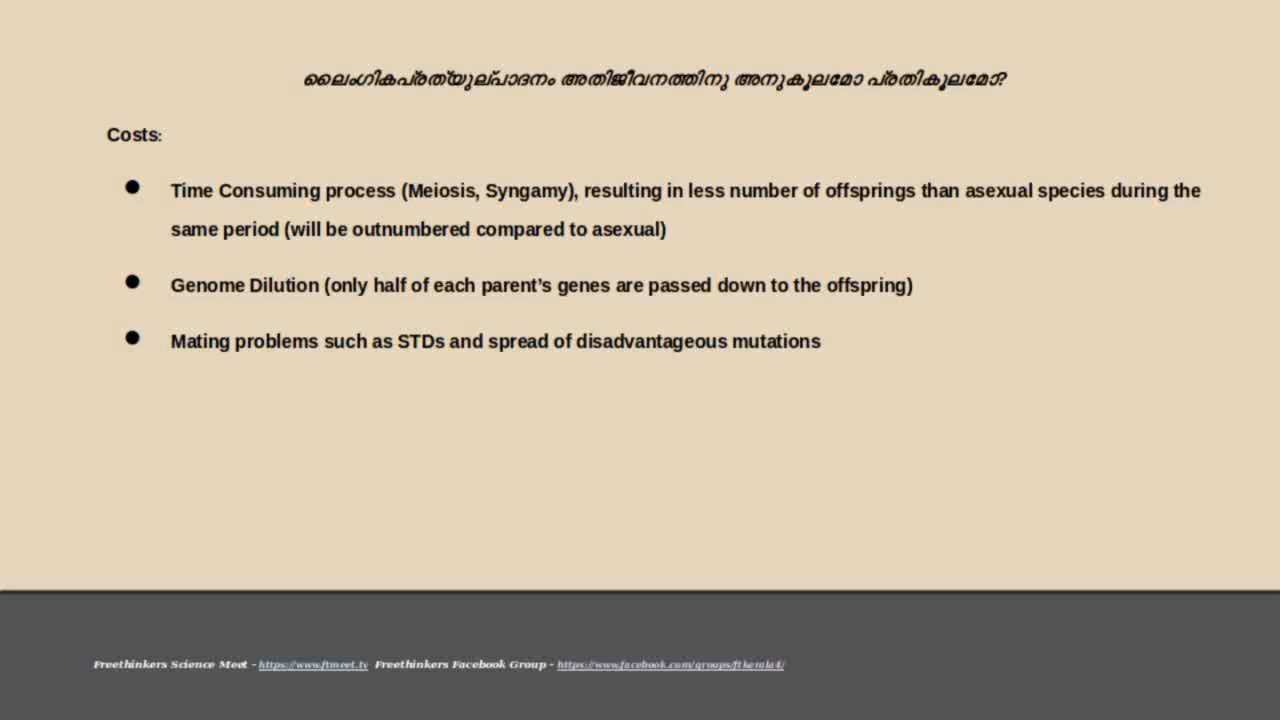 ലൈംഗികപ്രത്യുല്പാദനം അതിജീവനത്തിനു അനുകൂലമോ പ്രതികൂലമോ?
Costs:
● Time Consuming process (Meiosis, Syngamy), resulting in less number of offsprings than asexual species during the
same period (will be outnumbered compared to asexual)
● Genome Dilution (only half of each parent’s genes are passed down to the offspring)
● Mating problems such as STDs and spread of disadvantageous mutations
Freethinkers Science Meet - https://www.ftmeet.tv Freethinkers Facebook Group - https://www.facebook.com/groups/ftkerala4/